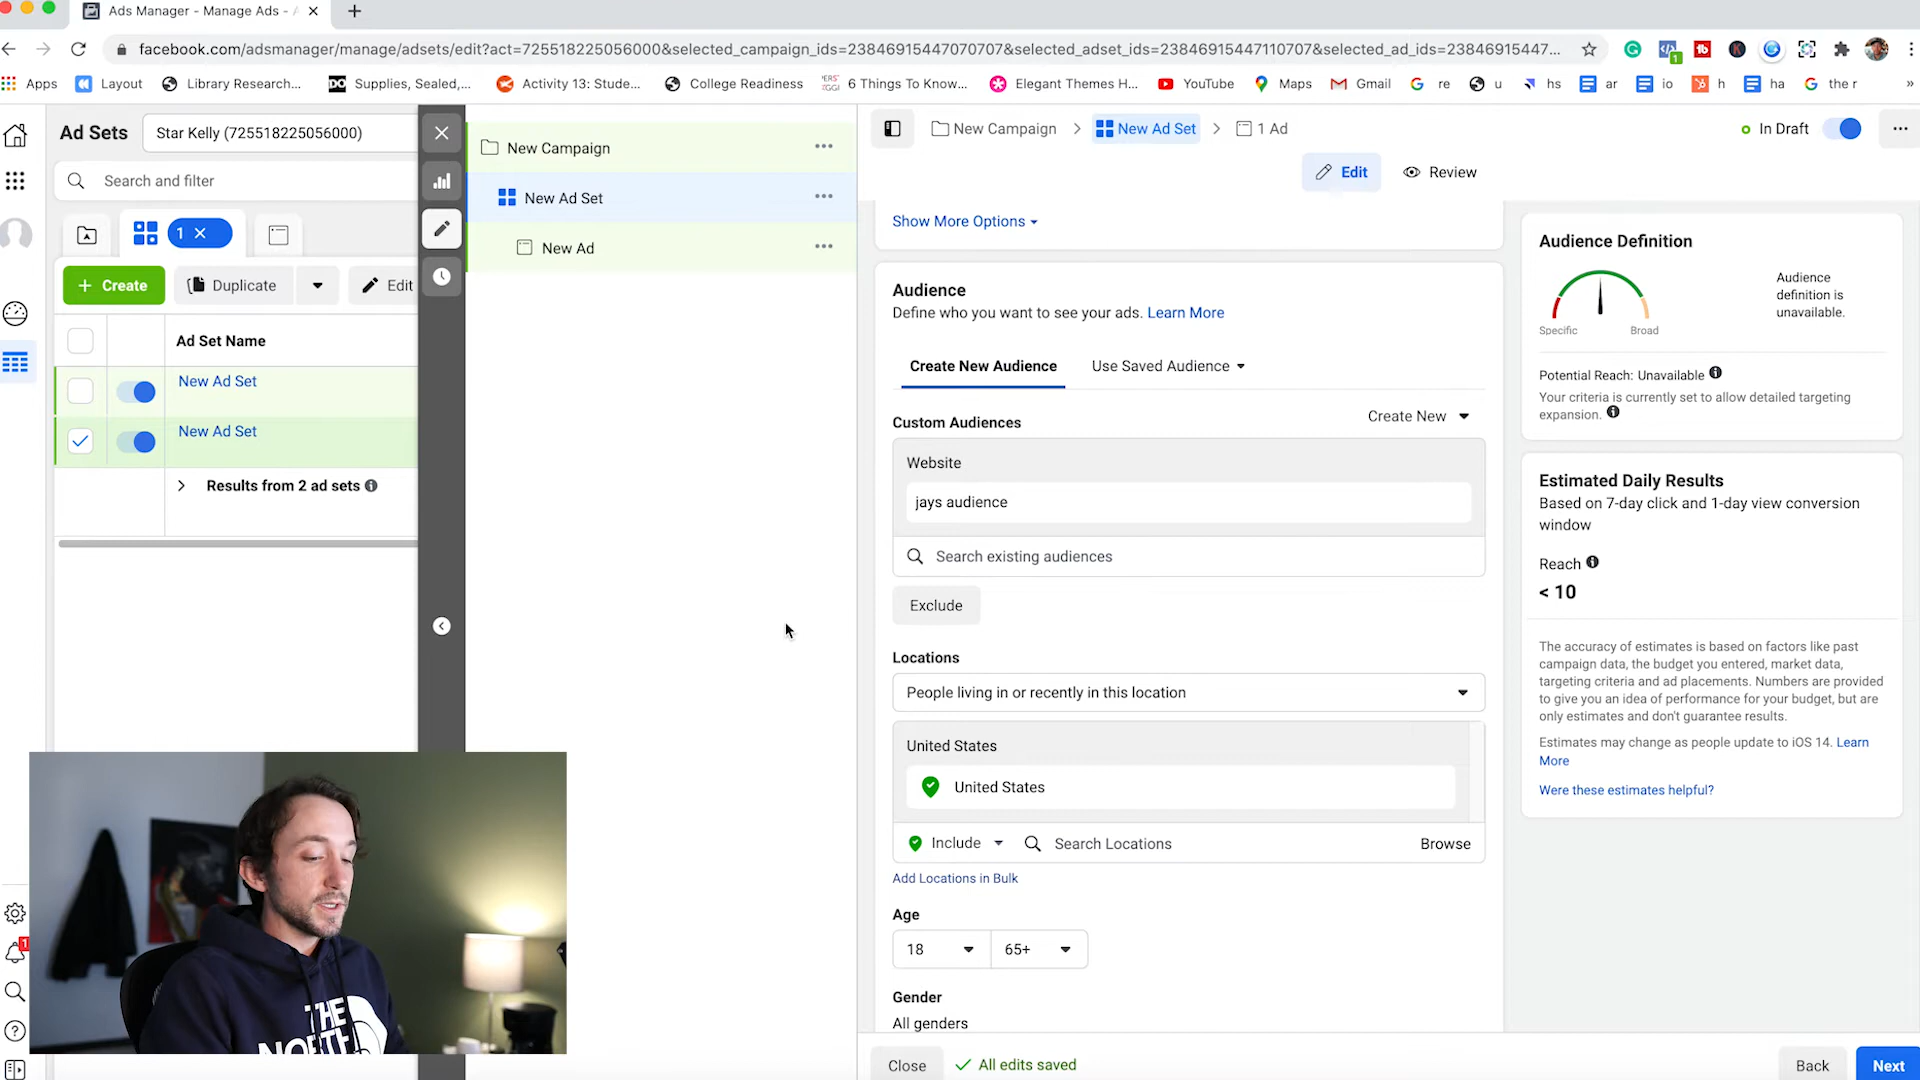 Ads Manager - Manage Ads -
facebook.com/adsmanager/manage/adsets/edit?act=725518225056000&selected_campaign_ids=23846915447070707&selected_adset_ids=23846915447110707&selected_ad_ids=23846915447...
1
Apps
Layout
Library Research...
DO
Supplies, Sealed,...
Activity 13: Stude...
College Readiness
6 Things To Know...
Elegant Themes H...
YouTube
Maps
Gmail
re
u
hs
ar
io
h
ha
the r
»
Ad Sets
Star Kelly (725518225056000)
Search and filter
1
Create
Duplicate
Edit
Ad Set Name
New Ad Set
New Ad Set
Results from 2 ad sets
New Campaign
New Ad Set
New Ad
New Campaign
New Ad Set
1 Ad
In Draft
Edit
Review
Show More Options
Audience
Define who you want to see your ads. Learn More
Create New Audience
Use Saved Audience
Custom Audiences
Create New
Website
jays audience
Search existing audiences
Exclude
Locations
People living in or recently in this location
United States
United States
Include
Search Locations
Browse
Add Locations in Bulk
Age
18
65+
Gender
All genders
Close
All edits saved
Back
Next
Audience Definition
Audience
definition is
unavailable.
Specific
Broad
Potential Reach: Unavailable
Your criteria is currently set to allow detailed targeting
expansion.
Estimated Daily Results
Based on 7-day click and 1-day view conversion
window
Reach
< 10
The accuracy of estimates is based on factors like past
campaign data, the budget you entered, market data,
targeting criteria and ad placements. Numbers are provided
to give you an idea of performance for your budget, but are
only estimates and don't guarantee results.
Estimates may change as people update to iOS 14. Learn
More
Were these estimates helpful?
1
THE
NORTH